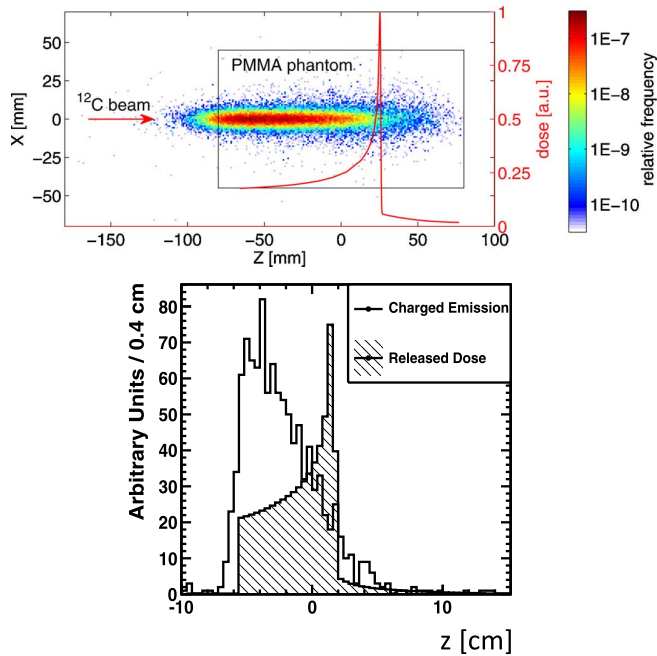 PMMA phantom
¹²C beam
X [mm]
50
25
0
-25
-50
-150
-100
-50
0
50
100
Z [mm]
1
0.75
0.5
0.25
0
dose [a.u.]
1E-7
1E-8
1E-9
1E-10
relative frequency
Charged Emission
Released Dose
Arbitrary Units / 0.4 cm
80
70
60
50
40
30
20
10
0
-10
0
10
z [cm]